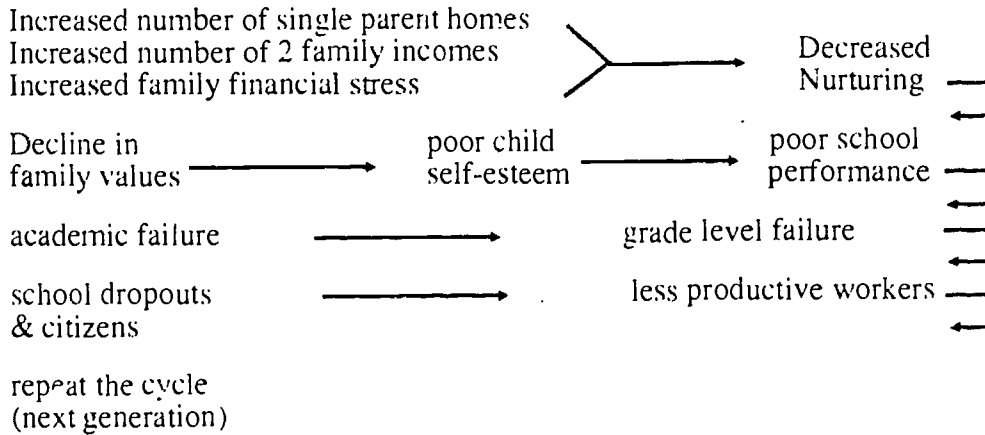 Increased number of single parent homes
Increased number of 2 family incomes
Increased family financial stress
Decreased
Nurturing
Decline in
family values
poor child
self-esteem
poor school
performance
academic failure
grade level failure
school dropouts
& citizens
less productive workers
repeat the cycle
(next generation)